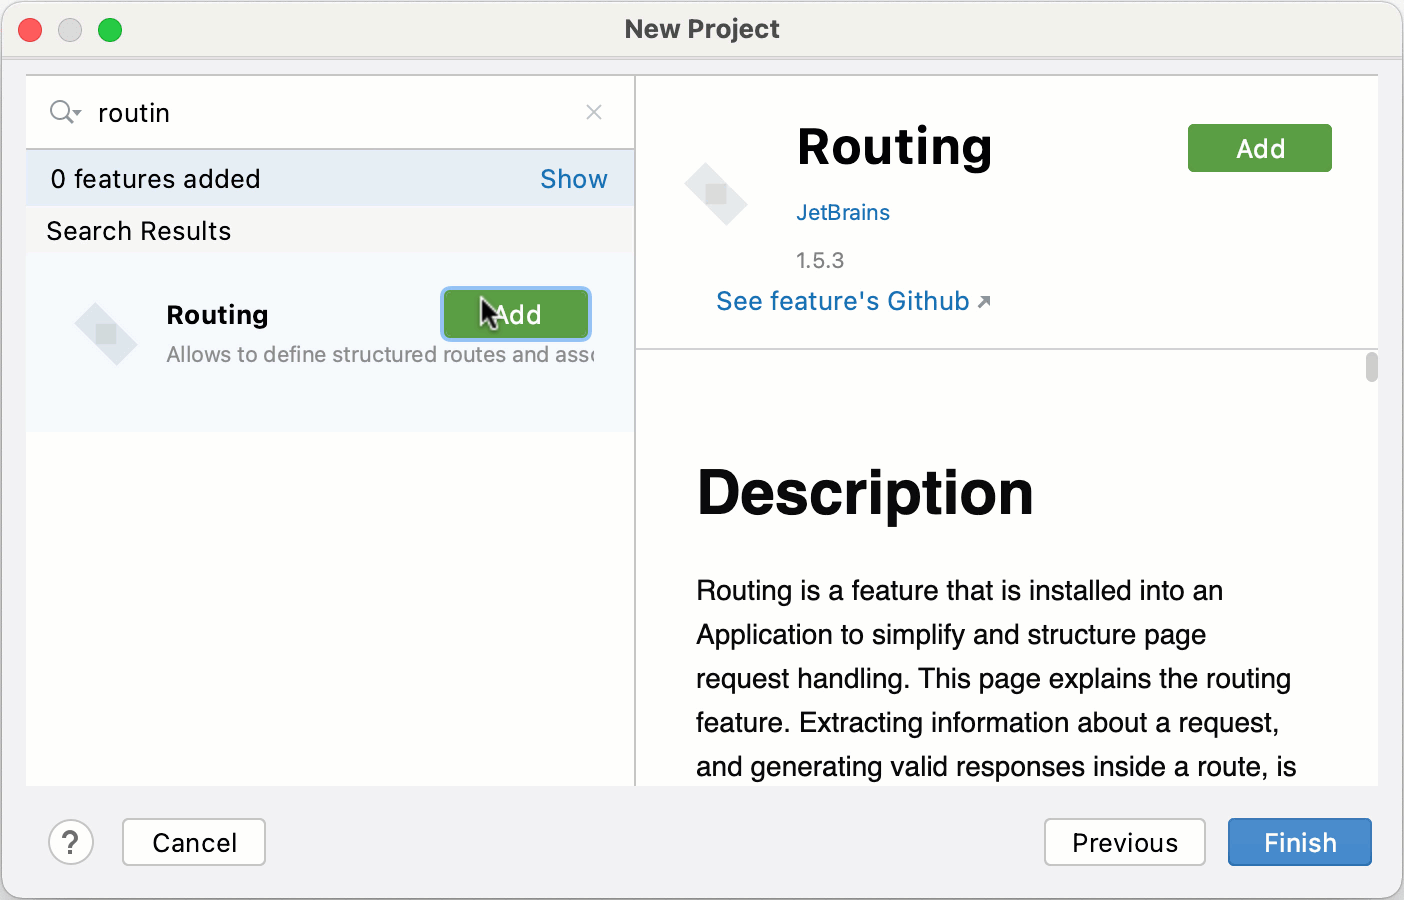 New Project
routin
0 features added Show
Search Results
Routing Add
Allows to define structured routes and
Routing
Add
JetBrains
1.5.3
See feature's Github
Description
Routing is a feature that is installed into an
Application to simplify and structure page
request handling. This page explains the routing
feature. Extracting information about a request,
and generating valid responses inside a route, is
? Cancel Previous Finish